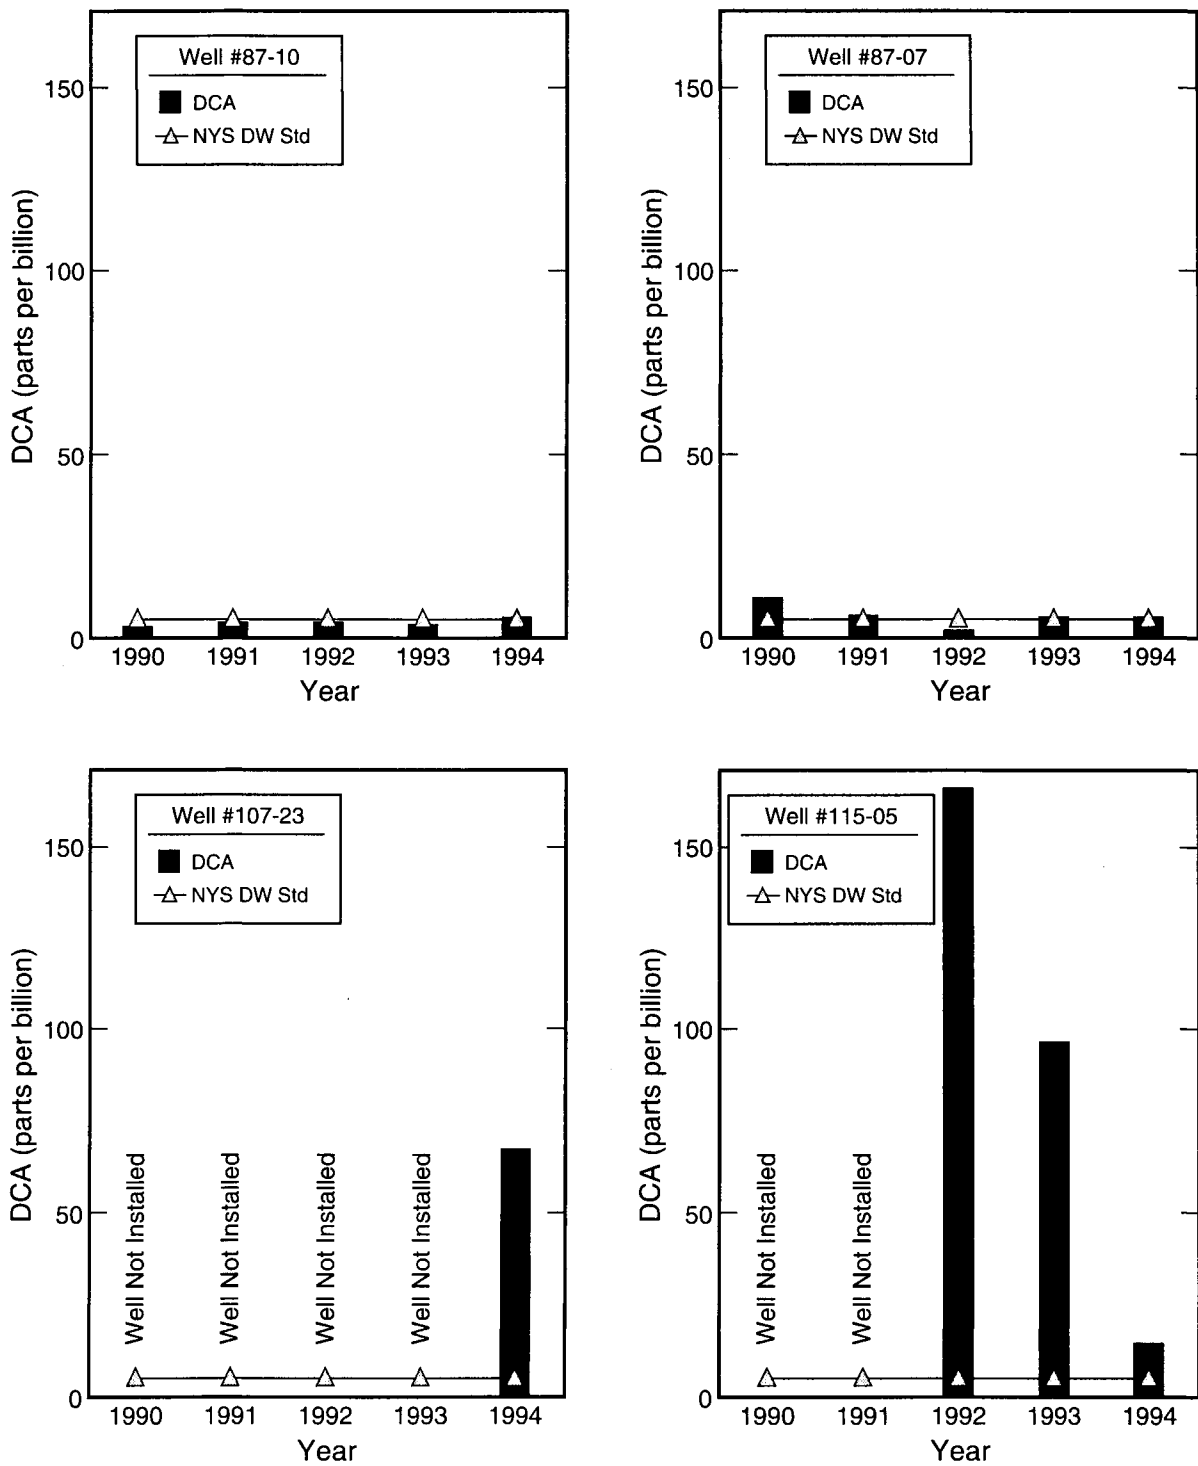 Well #87-10
DCA
NYS DW Std
DCA (parts per billion)
150
100
50
0
1990 1991 1992 1993 1994
Year
Well #87-07
DCA
NYS DW Std
DCA (parts per billion)
150
100
50
0
1990 1991 1992 1993 1994
Year
Well #107-23
DCA
NYS DW Std
DCA (parts per billion)
150
100
50
0
Well Not Installed
Well Not Installed
Well Not Installed
Well Not Installed
1990 1991 1992 1993 1994
Year
Well #115-05
DCA
NYS DW Std
DCA (parts per billion)
150
100
50
0
Well Not Installed
Well Not Installed
1990 1991 1992 1993 1994
Year